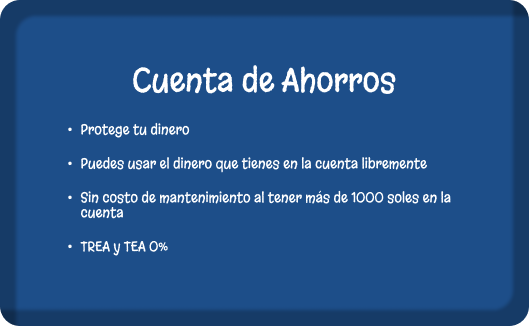 Cuenta de Ahorros
• Protege tu dinero
• Puedes usar el dinero que tienes en la cuenta libremente
• Sin costo de mantenimiento al tener más de 1000 soles en la
cuenta
• TREA y TEA 0%